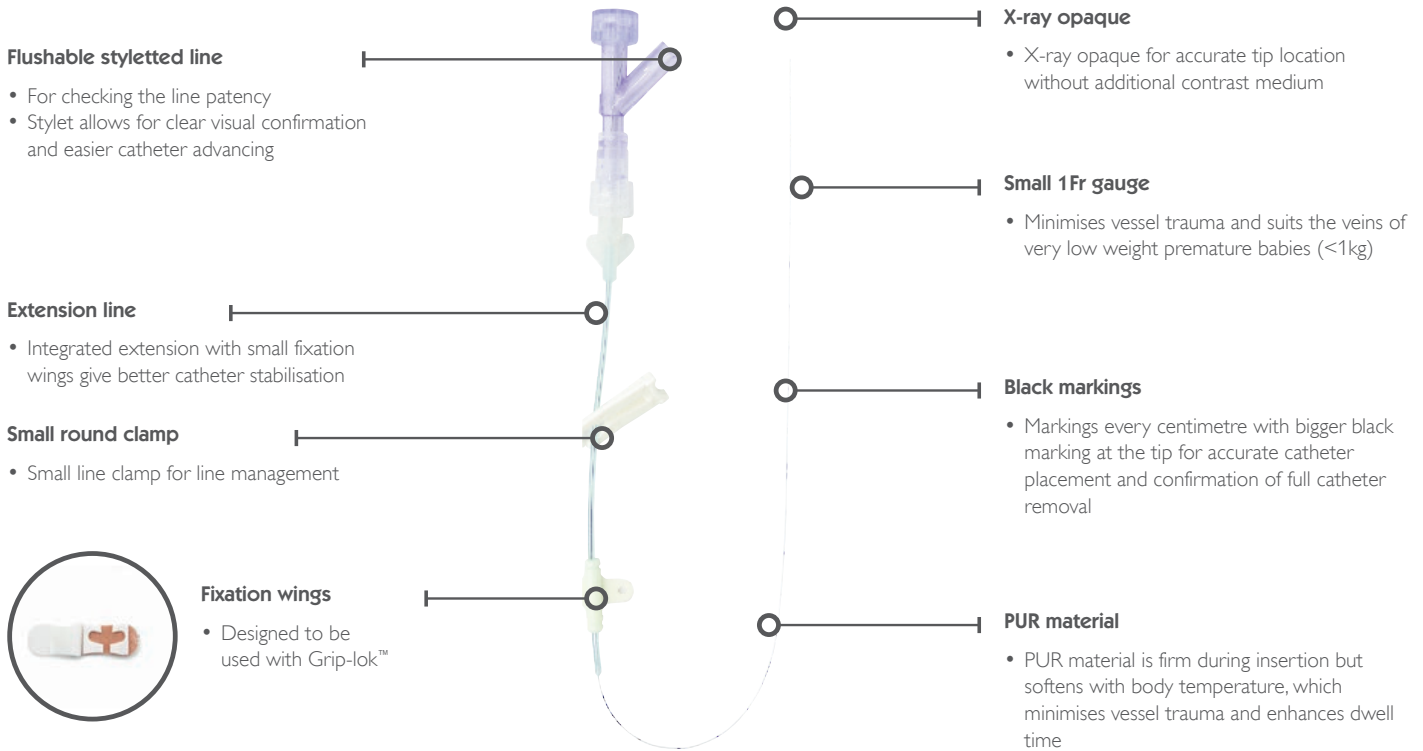 Flushable styletted line
• For checking the line patency
• Stylet allows for clear visual confirmation
and easier catheter advancing
Extension line
• Integrated extension with small fixation
wings give better catheter stabilisation
Small round clamp
• Small line clamp for line management
Fixation wings
• Designed to be
used with Grip-lok™
X-ray opaque
• X-ray opaque for accurate tip location
without additional contrast medium
Small 1Fr gauge
• Minimises vessel trauma and suits the veins of
very low weight premature babies (<1kg)
Black markings
• Markings every centimetre with bigger black
marking at the tip for accurate catheter
placement and confirmation of full catheter
removal
PUR material
• PUR material is firm during insertion but
softens with body temperature, which
minimises vessel trauma and enhances dwell
time